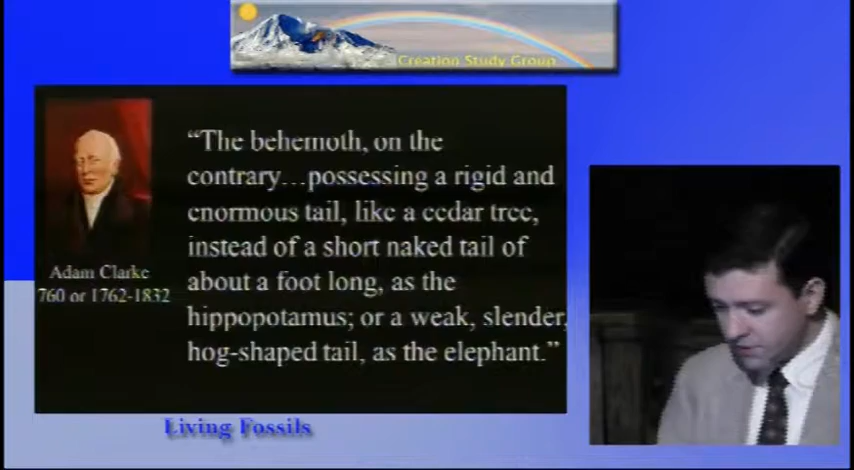 Creation Study Group
“The behemoth, on the
contrary…possessing a rigid and
enormous tail, like a cedar tree,
instead of a short naked tail of
about a foot long, as the
hippopotamus; or a weak, slender,
hog-shaped tail, as the elephant.”
Adam Clarke
760 or 1762-1832
Living Fossils